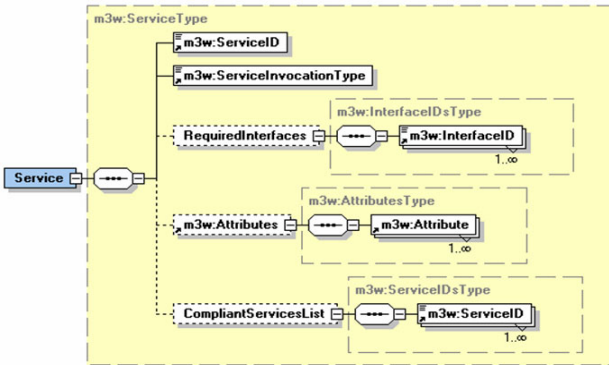 m3w:ServiceType
m3w:ServiceID
m3w:ServiceInvocationType
m3w:InterfaceIDsType
RequiredInterfaces
m3w:InterfaceID
1..∞
Service
m3w:AttributesType
m3w:Attributes
m3w:Attribute
1..∞
m3w:ServiceIDsType
CompliantServicesList
m3w:ServiceID
1..∞